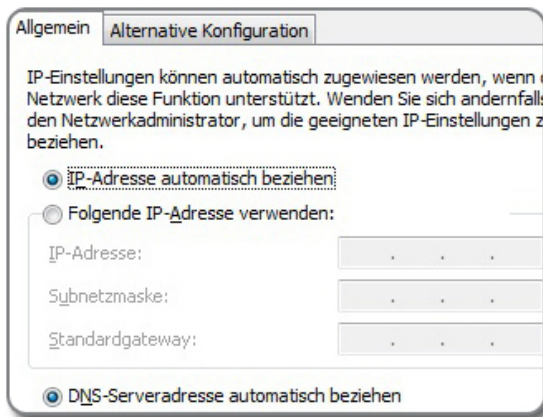 Allgemein Alternative Konfiguration
IP-Einstellungen können automatisch zugewiesen werden, wenn
Netzwerk diese Funktion unterstützt. Wenden Sie sich andernfalls
den Netzwerkadministrator, um die geeigneten IP-Einstellungen
beziehen.
IP-Adresse automatisch beziehen
Folgende IP-Adresse verwenden:
IP-Adresse: . . .
Subnetzmaske: . . .
Standardgateway: . . .
DNS-Serveradresse automatisch beziehen